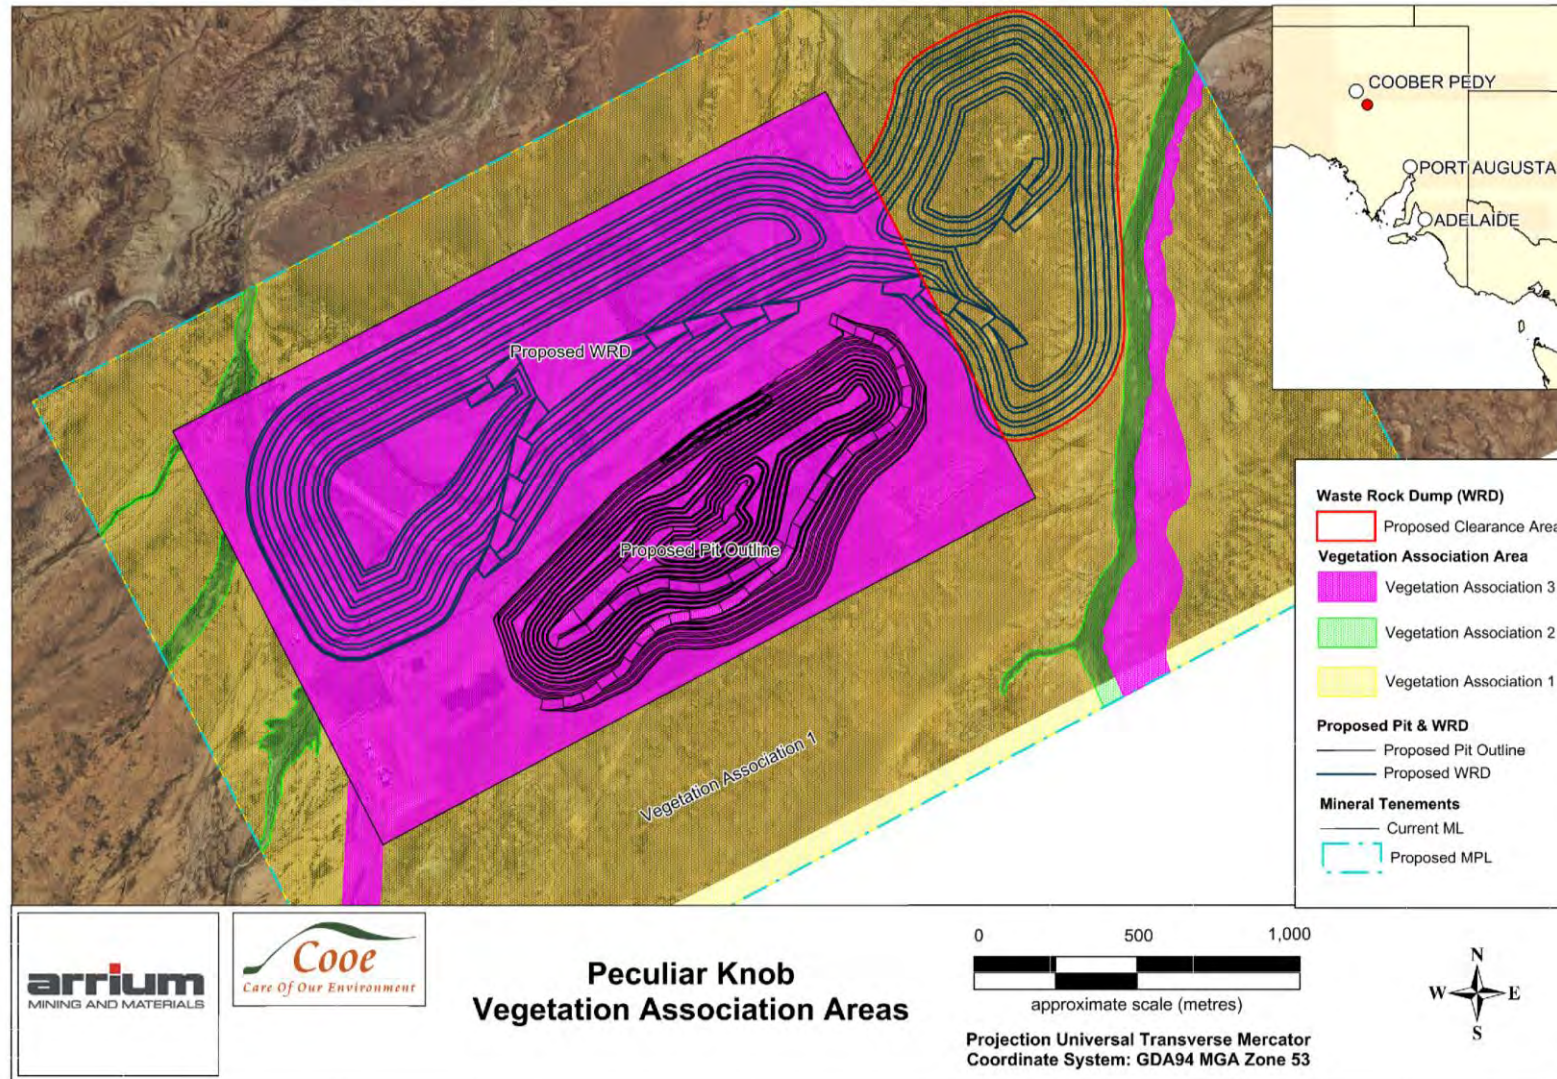 COOBER PEDY
PORT AUGUSTA
ADELAIDE
Proposed WRD
Proposed Pit Outline
Vegetation Association 1
Waste Rock Dump (WRD)
Proposed Clearance Area
Vegetation Association Area
Vegetation Association 3
Vegetation Association 2
Vegetation Association 1
Proposed Pit & WRD
Proposed Pit Outline
Proposed WRD
Mineral Tenements
Current ML
Proposed MPL
arrium
MINING AND MATERIALS
Cooe
Care Of Our Environment
Peculiar Knob
Vegetation Association Areas
0 500 1,000
approximate scale (metres)
Projection Universal Transverse Mercator
Coordinate System: GDA94 MGA Zone 53
N
W E
S